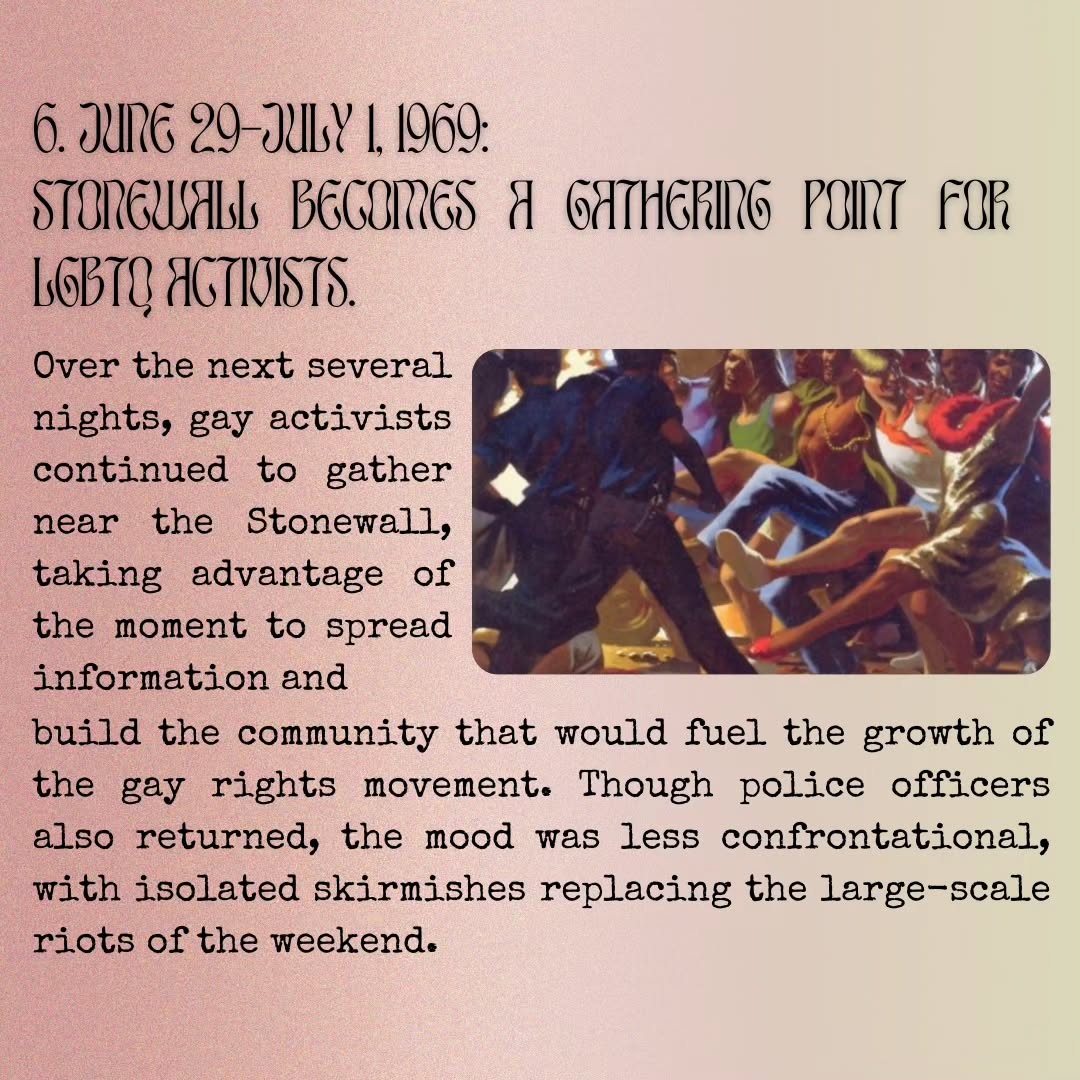 6. JUNE 29–JULY 1, 1969:
STONEWALL BECOMES A GATHERING POINT FOR
LGBTQ ACTIVISTS.
Over the next several
nights, gay activists
continued to gather
near the Stonewall,
taking advantage of
the moment to spread
information and
build the community that would fuel the growth of
the gay rights movement. Though police officers
also returned, the mood was less confrontational,
with isolated skirmishes replacing the large-scale
riots of the weekend.